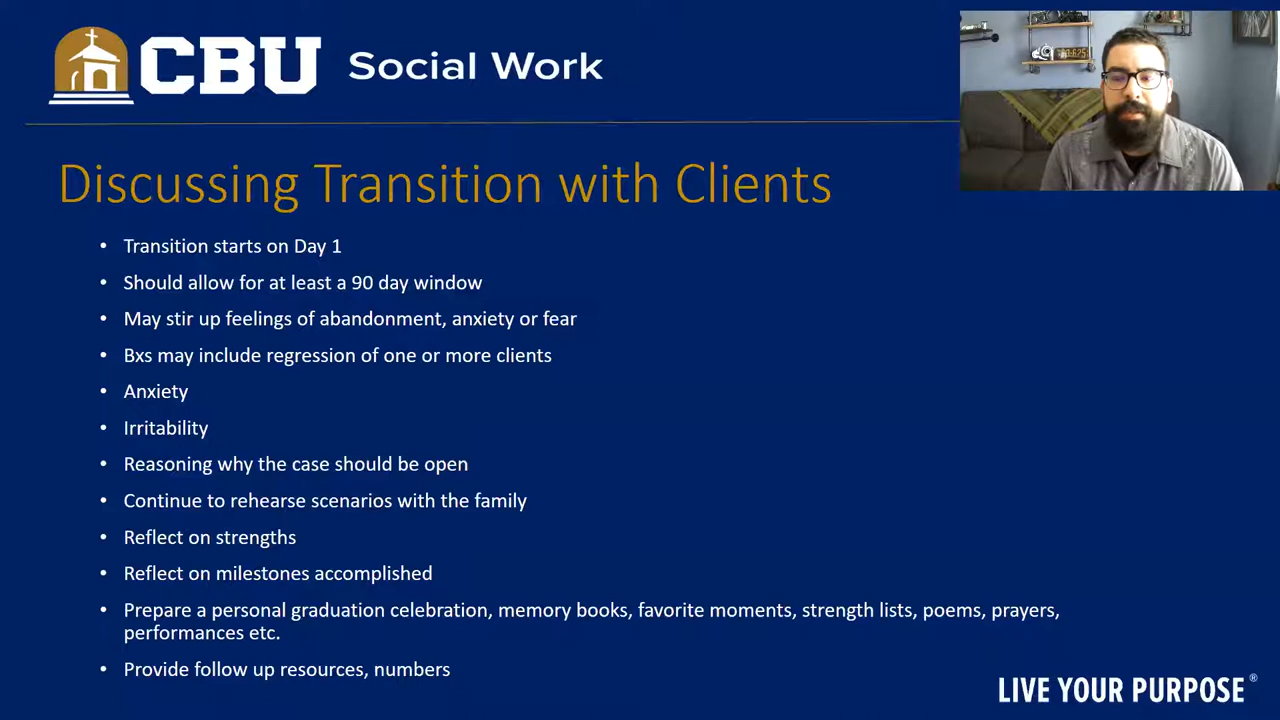 CBU Social Work
Discussing Transition with Clients
• Transition starts on Day 1
• Should allow for at least a 90 day window
• May stir up feelings of abandonment, anxiety or fear
• Bxs may include regression of one or more clients
• Anxiety
• Irritability
• Reasoning why the case should be open
• Continue to rehearse scenarios with the family
• Reflect on strengths
• Reflect on milestones accomplished
• Prepare a personal graduation celebration, memory books, favorite moments, strength lists, poems, prayers,
performances etc.
• Provide follow up resources, numbers
LIVE YOUR PURPOSE®